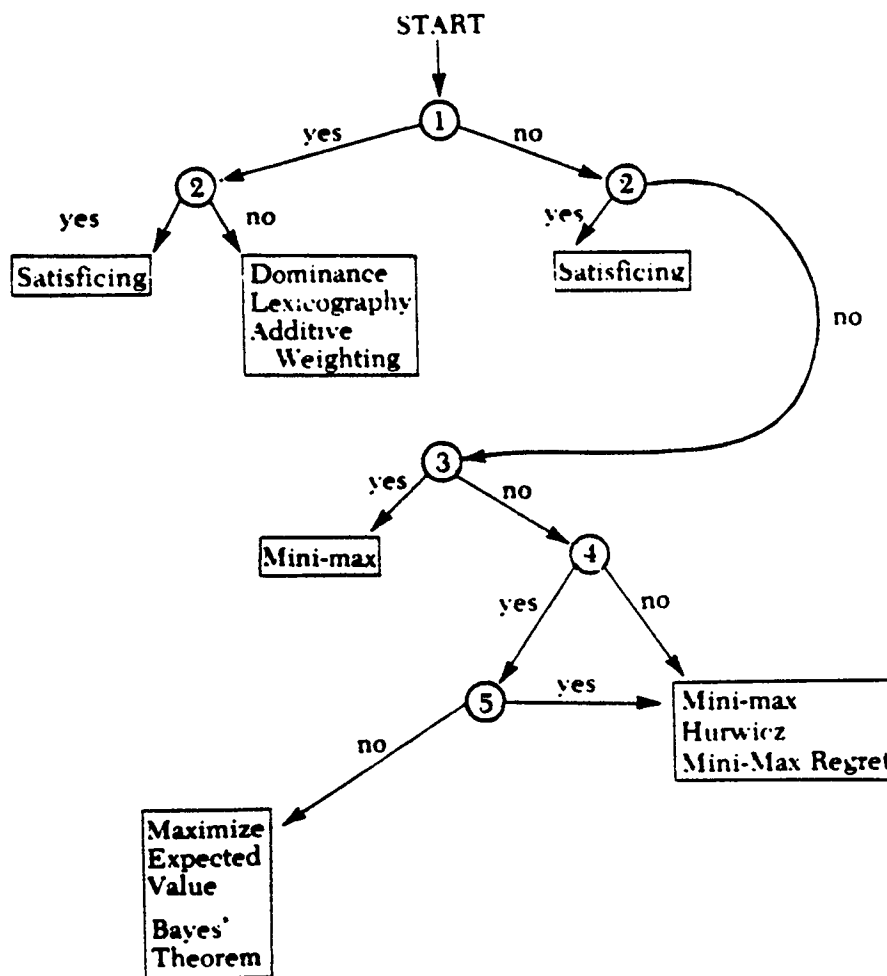 START
1
yes
no
2
2
yes
no
yes
Satisficing
Dominance
Lexicography
Additive
Weighting
Satisficing
no
3
yes
no
Mini-max
4
yes
no
5
yes
Mini-max
Hurwicz
Mini-Max Regret
no
Maximize
Expected
Value
Bayes'
Theorem